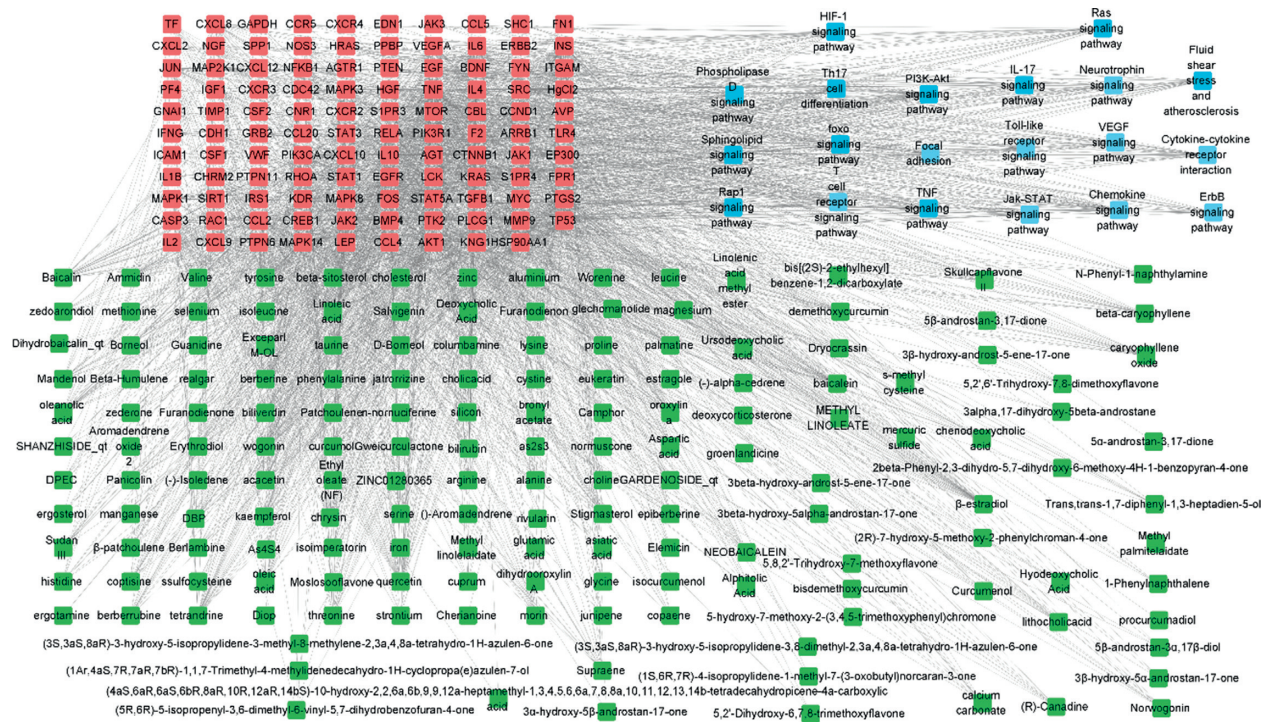 TF CXCL8 GAPDH CCR5 CXCR4 EDN1 JAK3 CCL5 SHC1 FN1
CXCL2 NGF SPP1 NOS3 HRAS PPBP VEGFA IL6 ERBB2 INS
JUN MAP2K1 CXCL12 NFKB1 AGTR1 PTEN EGF BDNF FYN ITGAM
PF4 IGF1 CXCR3 CDC42 MAPK3 HGF TNF IL4 SRC HgCl2
GNAI1 TIMP1 CSF2 CNR1 CXCR2 S1PR3 MTOR CBL CCND1 AVP
IFNG CDH1 GRB2 CCL20 STAT3 RELA PIK3R1 F2 ARRB1 TLR4
ICAM1 CSF1 VWF PIK3CA CXCL10 IL10 AGT CTNNB1 JAK1 EP300
IL1B CHRM2 PTPN11 RHOA STAT1 EGFR LCK KRAS S1PR4 FPR1
MAPK1 SIRT1 IRS1 KDR MAPK8 FOS STAT5A TGFB1 MYC PTGS2
CASP3 RAC1 CCL2 CREB1 JAK2 BMP4 PTK2 PLCG1 MMP9 TP53
IL2 CXCL9 PTPN6 MAPK14 LEP CCL4 AKT1 KNG1 HSP90AA1
HIF-1
signaling
pathway
Ras
signaling
pathway
Phospholipase
D
signaling
pathway
Th17
cell
differentiation
PI3K-Akt
signaling
pathway
IL-17
signaling
pathway
Neurotrophin
signaling
pathway
Fluid
shear
stress
and
atherosclerosis
Sphingolipid
signaling
pathway
foxo
signaling
pathway
Focal
adhesion
Toll-like
receptor
signaling
pathway
VEGF
signaling
pathway
Cytokine-cytokine
receptor
interaction
Rap1
signaling
pathway
T
cell
receptor
signaling
pathway
TNF
signaling
pathway
Jak-STAT
signaling
pathway
Chemokine
signaling
pathway
ErbB
signaling
pathway
Baicalin Ammidin Valine tyrosine beta-sitosterol cholesterol zinc aluminium Worenine leucine
Linolenic
acid
methyl
ester
bis[(2S)-2-ethylhexyl]
benzene-1,2-dicarboxylate
Skullcapflavone
II
N-Phenyl-1-naphthylamine
zedoarondiol methionine selenium isoleucine
Linoleic
acid
Salvigenin
Deoxycholic
Acid
Furanodienon glechomanolide magnesium
demethoxycurcumin
5β-androstan-3,17-dione
beta-caryophyllene
Dihydrobaicalin_qt Borneol Guanidine
Exceparl
M-OL
taurine D-Borneol columbamine lysine proline palmatine
Ursodeoxycholic
acid
Dryocrassin
3β-hydroxy-androst-5-ene-17-one
caryophyllene
oxide
Mandenol Beta-Humulene realgar berberine phenylalanine jatrorrizine cholicacid cystine eukeratin estragole
(-)-alpha-cedrene
baicalein
s-methyl
cysteine
5,2',6'-Trihydroxy-7,8-dimethoxyflavone
oleanolic
acid
zederone Furanodienone biliverdin Patchoulene n-nornuciferine silicon
bronyl
acetate
Camphor
oroxylin
a
deoxycorticosterone
METHYL
LINOLEATE
3alpha,17-dihydroxy-5beta-androstane
SHANZHISIDE_qt
Aromadendrene
oxide
2
Erythrodiol wogonin curcumol Gweicurculactone bilirubin as2s3 normuscone
Aspartic
acid
groenlandicine
mercuric
sulfide
chenodeoxycholic
acid
5α-androstan-3,17-dione
DPEC Panicolin (-)-Isoledene acacetin
Ethyl
oleate
(NF)
ZINC01280365 arginine alanine choline GARDENOSIDE_qt
3beta-hydroxy-androst-5-ene-17-one
2beta-Phenyl-2,3-dihydro-5,7-dihydroxy-6-methoxy-4H-1-benzopyran-4-one
β-estradiol
Trans,trans-1,7-diphenyl-1,3-heptadien-5-ol
ergosterol manganese DBP kaempferol chrysin serine ()-Aromadendrene rivularin Stigmasterol epiberberine
3beta-hydroxy-5alpha-androstan-17-one
(2R)-7-hydroxy-5-methoxy-2-phenylchroman-4-one
Methyl
palmitelaidate
Sudan
III
β-patchoulene Berlambine As4S4 isoimperatorin iron
Methyl
linolelaidate
glutamic
acid
asiatic
acid
Elemicin
NEOBAICALEIN
5,8,2'-Trihydroxy-7-methoxyflavone
histidine coptisine ssulfocysteine
oleic
acid
Moslosooflavone quercetin cuprum
dihydrooroxylin
A
glycine isocurcumenol
Alphitolic
Acid
bisdemethoxycurcumin
Curcumenol
Hyodeoxycholic
Acid
1-Phenylnaphthalene
ergotamine berberrubine tetrandrine Diop threonine strontium Cherianoine morin junipene copaene
5-hydroxy-7-methoxy-2-(3,4,5-trimethoxyphenyl)chromone
lithocholicacid
procurcumadiol
(3S,3aS,8aR)-3-hydroxy-5-isopropylidene-3-methyl-8-methylene-2,3a,4,8a-tetrahydro-1H-azulen-6-one
(3S,3aS,8aR)-3-hydroxy-5-isopropylidene-3,8-dimethyl-2,3a,4,8a-tetrahydro-1H-azulen-6-one
5β-androstan-3α,17β-diol
(1Ar,4aS,7R,7aR,7bR)-1,1,7-Trimethyl-4-methylidenedecahydro-1H-cyclopropa(e)azulen-7-ol
Supraene
(1S,6R,7R)-4-isopropylidene-1-methyl-7-(3-oxobutyl)norcaran-3-one
3β-hydroxy-5α-androstan-17-one
(4aS,6aR,6aS,6bR,8aR,10R,12aR,14bS)-10-hydroxy-2,2,6a,6b,9,9,12a-heptamethyl-1,3,4,5,6,6a,7,8,8a,10,11,12,13,14b-tetradecahydropicene-4a-carboxylic
acid
calcium
carbonate
(R)-Canadine
Norwogonin
(5R,6R)-5-isopropenyl-3,6-dimethyl-6-vinyl-5,7-dihydrobenzofuran-4-one
3α-hydroxy-5β-androstan-17-one
5,2'-Dihydroxy-6,7,8-trimethoxyflavone